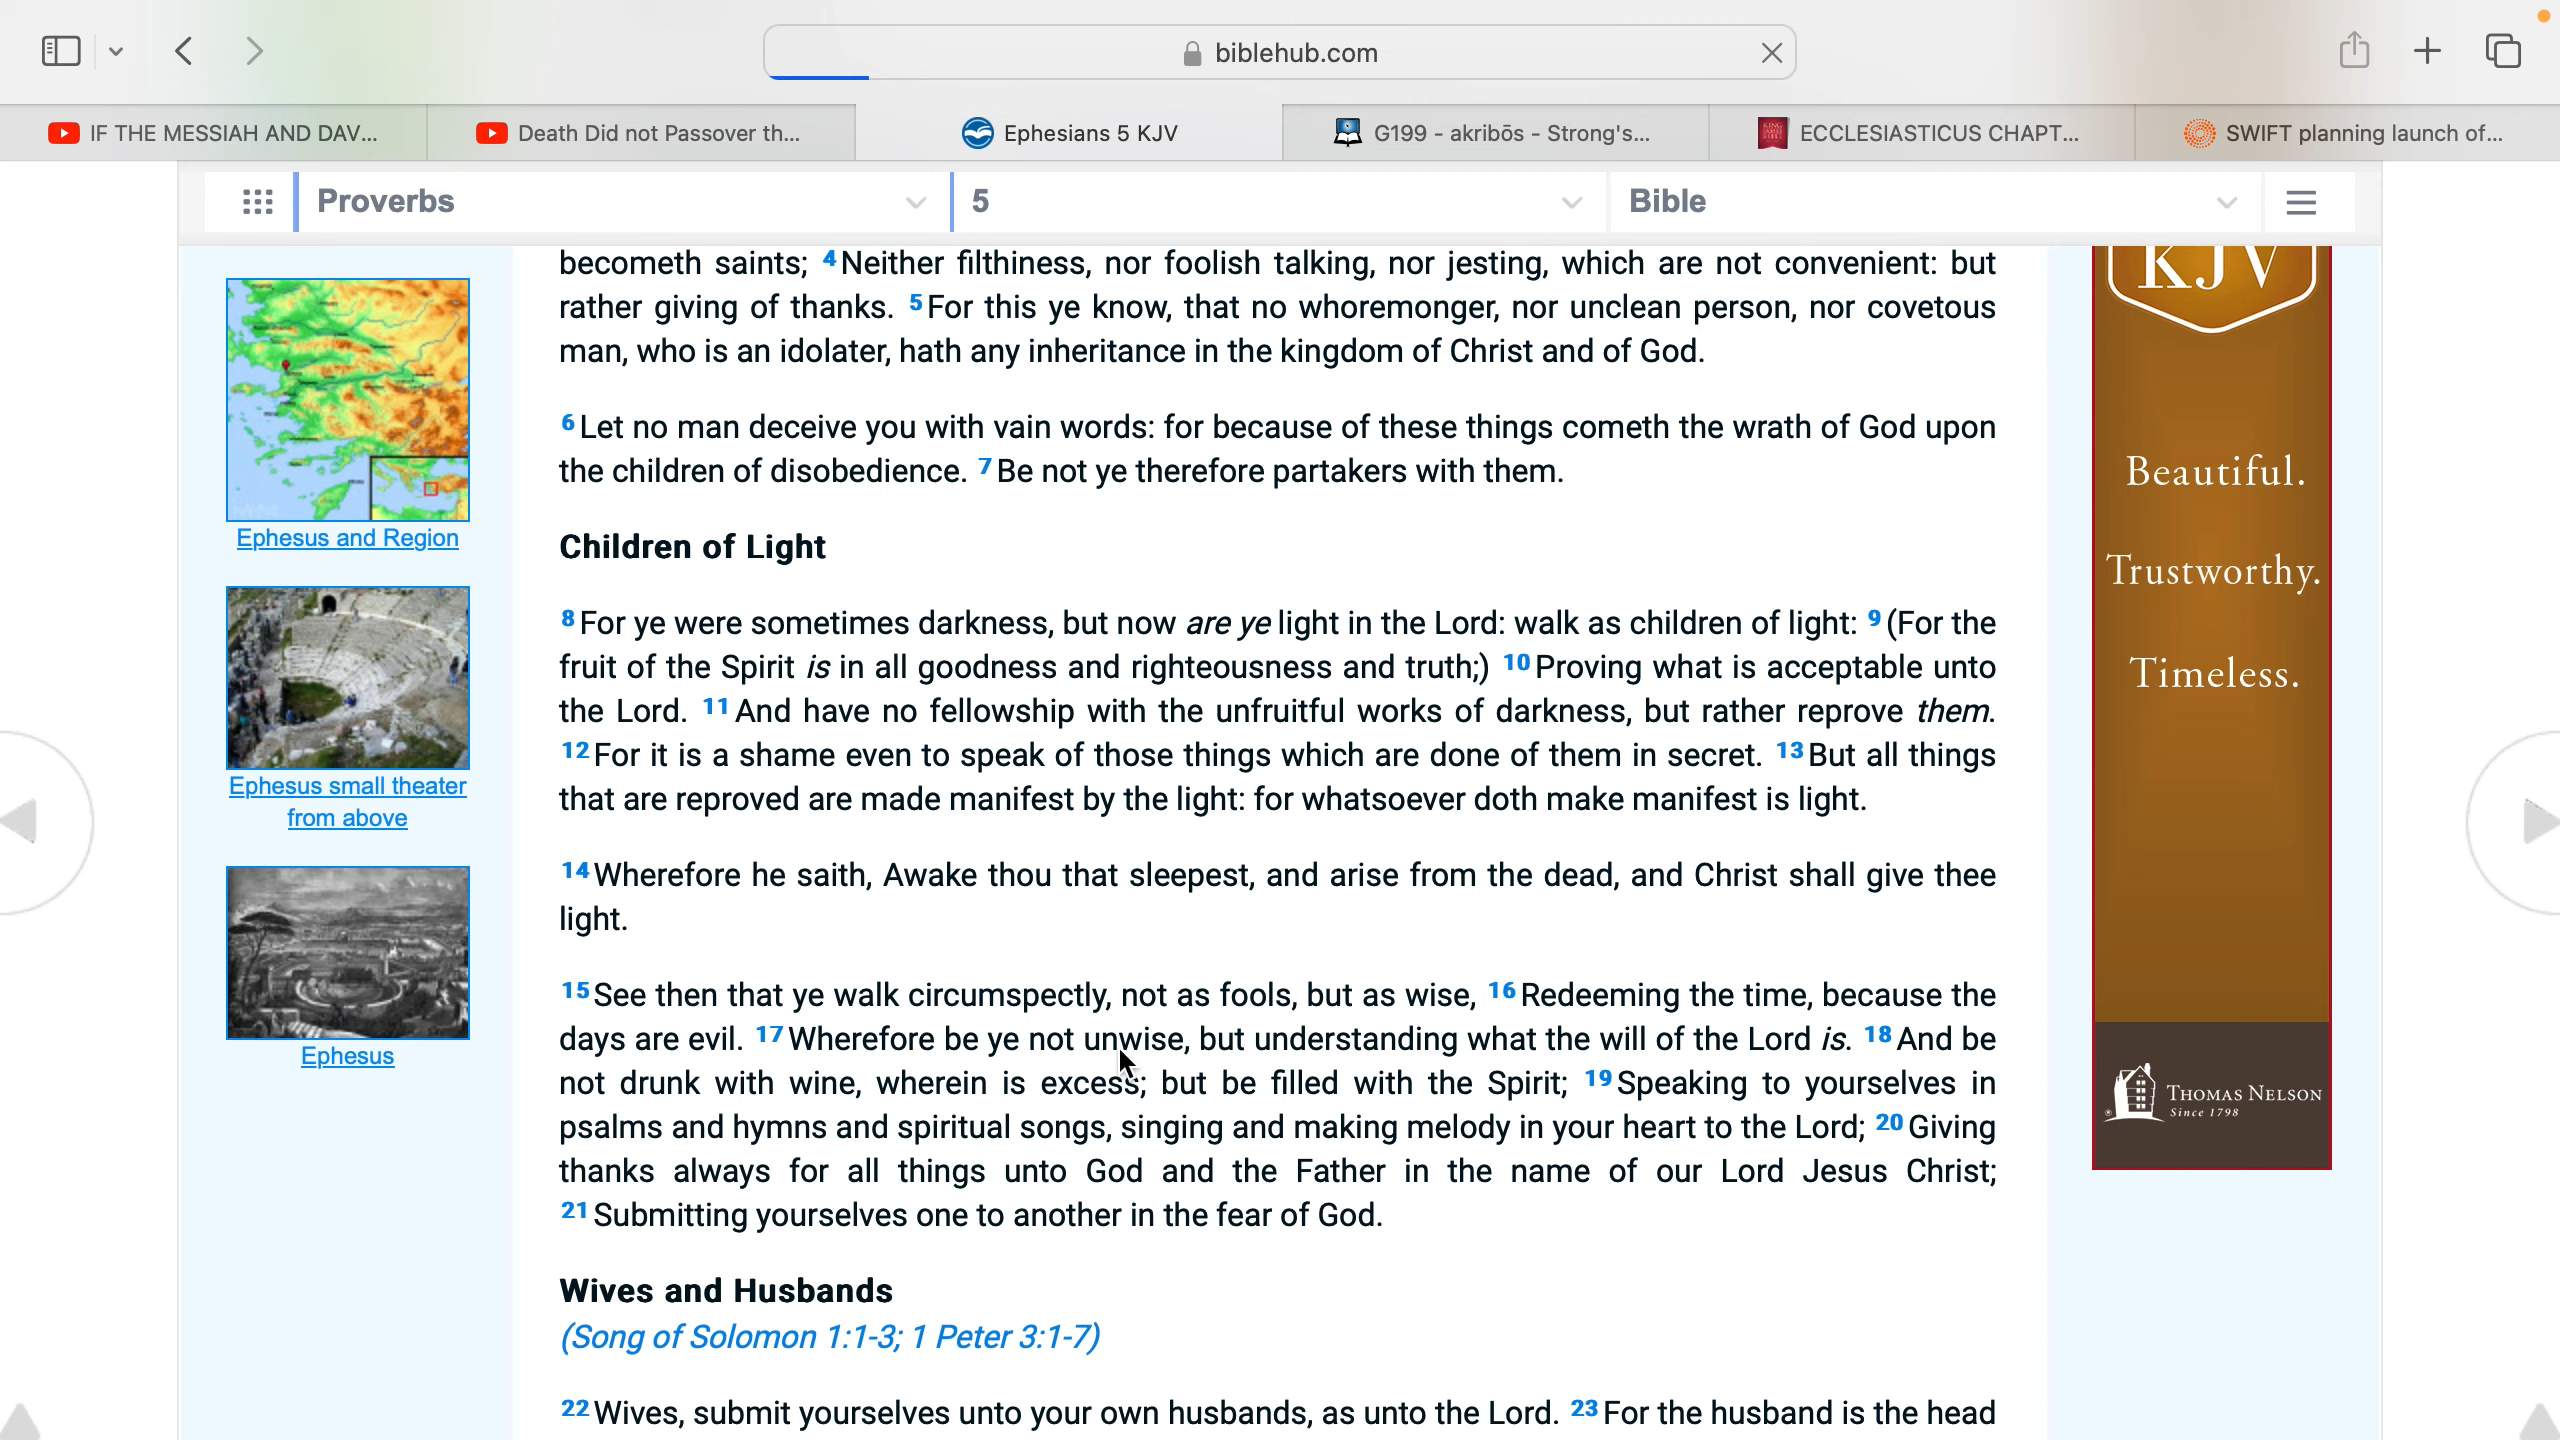 biblehub.com
IF THE MESSIAH AND DAV...
Death Did not Passover th...
Ephesians 5 KJV
G199 - akribōs - Strong's...
ECCLESIASTICUS CHAPT...
SWIFT planning launch of...
Proverbs
5
Bible
becometh saints; 4 Neither filthiness, nor foolish talking, nor jesting, which are not convenient: but
rather giving of thanks. 5 For this ye know, that no whoremonger, nor unclean person, nor covetous
man, who is an idolater, hath any inheritance in the kingdom of Christ and of God.
6 Let no man deceive you with vain words: for because of these things cometh the wrath of God upon
the children of disobedience. 7 Be not ye therefore partakers with them.
Children of Light
8 For ye were sometimes darkness, but now are ye light in the Lord: walk as children of light: 9 (For the
fruit of the Spirit is in all goodness and righteousness and truth;) 10 Proving what is acceptable unto
the Lord. 11 And have no fellowship with the unfruitful works of darkness, but rather reprove them.
12 For it is a shame even to speak of those things which are done of them in secret. 13 But all things
that are reproved are made manifest by the light: for whatsoever doth make manifest is light.
14 Wherefore he saith, Awake thou that sleepest, and arise from the dead, and Christ shall give thee
light.
15 See then that ye walk circumspectly, not as fools, but as wise, 16 Redeeming the time, because the
days are evil. 17 Wherefore be ye not unwise, but understanding what the will of the Lord is. 18 And be
not drunk with wine, wherein is excess; but be filled with the Spirit; 19 Speaking to yourselves in
psalms and hymns and spiritual songs, singing and making melody in your heart to the Lord; 20 Giving
thanks always for all things unto God and the Father in the name of our Lord Jesus Christ;
21 Submitting yourselves one to another in the fear of God.
Wives and Husbands
(Song of Solomon 1:1-3; 1 Peter 3:1-7)
22 Wives, submit yourselves unto your own husbands, as unto the Lord. 23 For the husband is the head
Ephesus and Region
Ephesus small theater
from above
Ephesus
KJV
Beautiful.
Trustworthy.
Timeless.
THOMAS NELSON
Since 1798